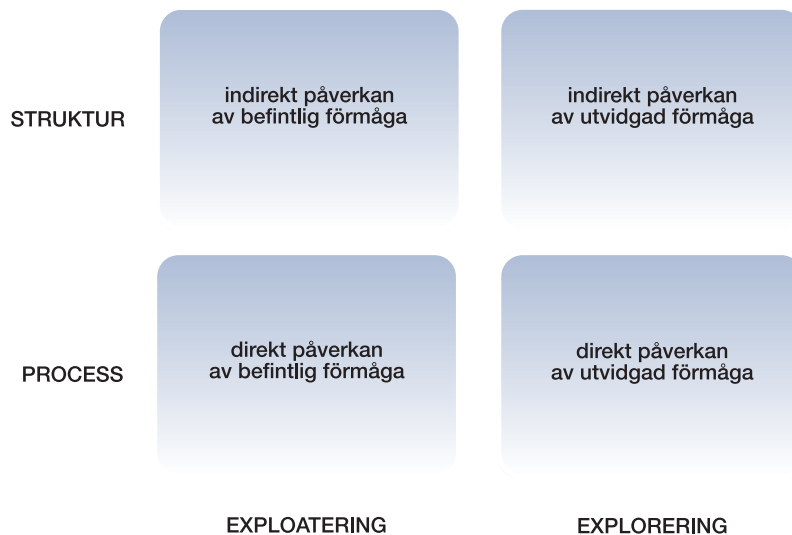 STRUKTUR
indirekt påverkan
av befintlig förmåga
indirekt påverkan
av utvidgad förmåga
PROCESS
direkt påverkan
av befintlig förmåga
direkt påverkan
av utvidgad förmåga
EXPLOATERING
EXPLORERING